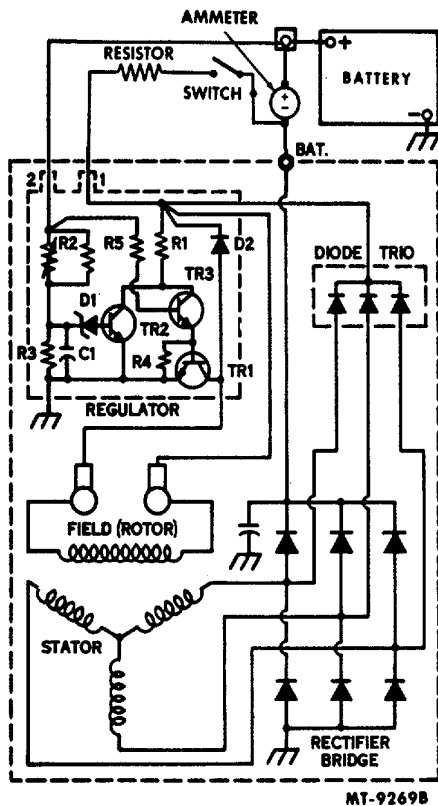 AMMETER
RESISTOR
SWITCH
BATTERY
+
−
+
−
BAT.
2
1
R2
R5
R1
D2
DIODE TRIO
D1
TR3
TR2
R3
C1
R4
TR1
REGULATOR
FIELD (ROTOR)
STATOR
RECTIFIER
BRIDGE
MT-9269B